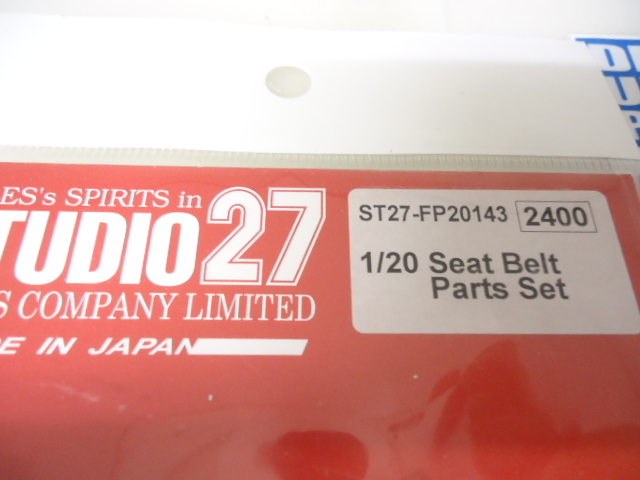 ES's SPIRITS in
TUDIO27
S COMPANY LIMITED
E IN JAPAN
ST27-FP20143 2400
1/20 Seat Belt
Parts Set